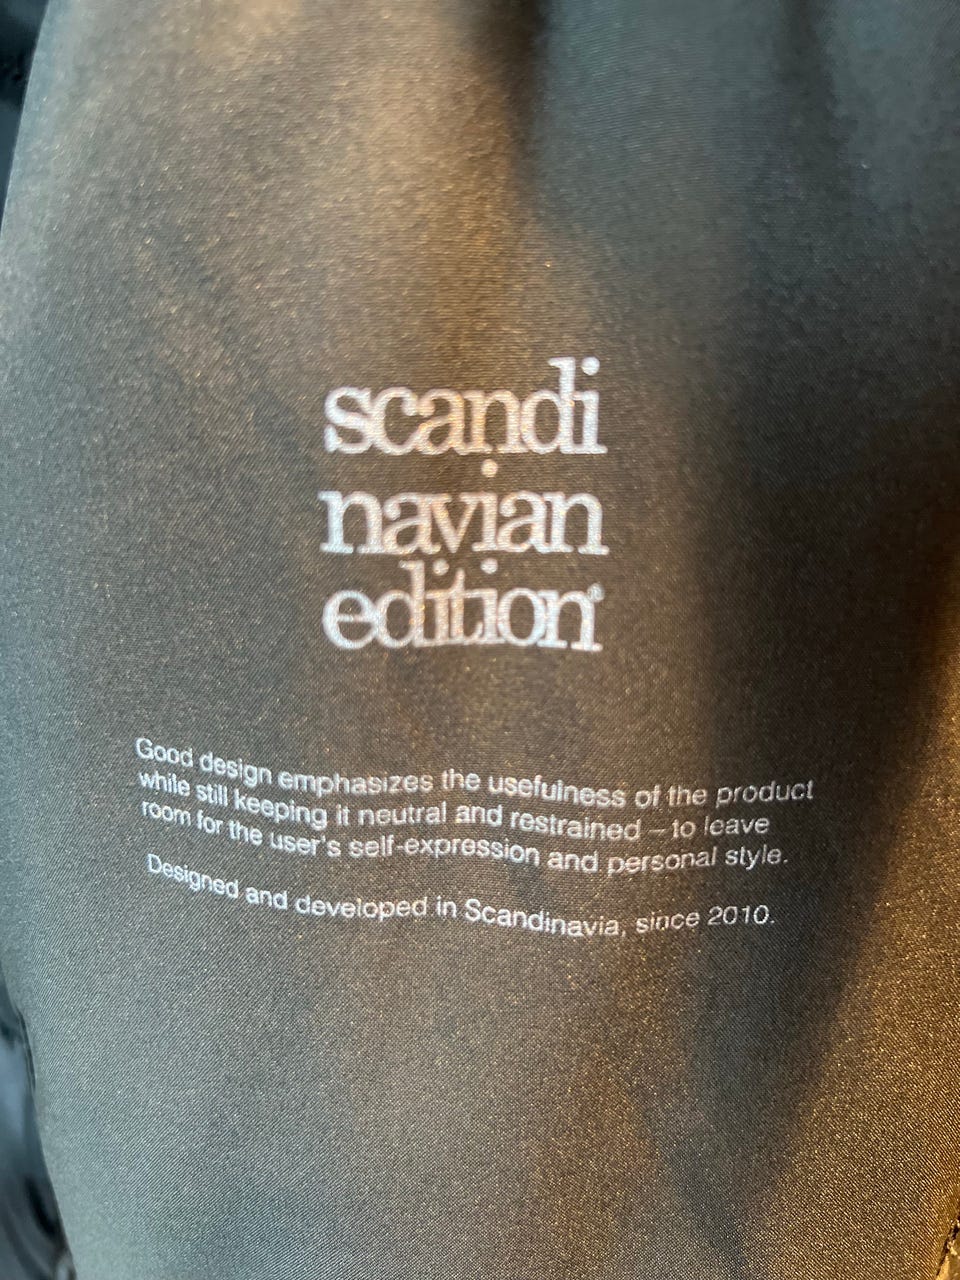 scandi
navian
edition®
Good design emphasizes the usefulness of the product
while still keeping it neutral and restrained – to leave
room for the user's self-expression and personal style.
Designed and developed in Scandinavia, since 2010.